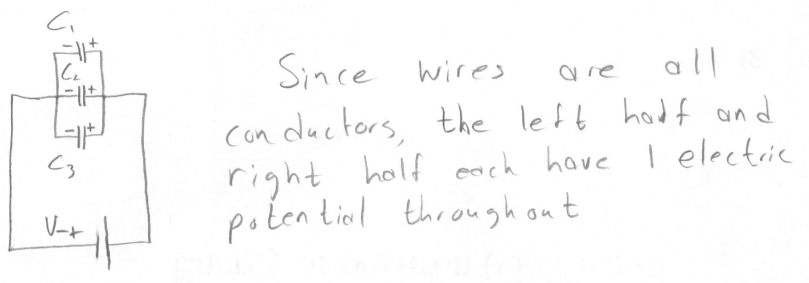 C₁
- +
C₂
- +
- +
C₃
V - +
Since wires are all
conductors, the left half and
right half each have 1 electric
potential throughout